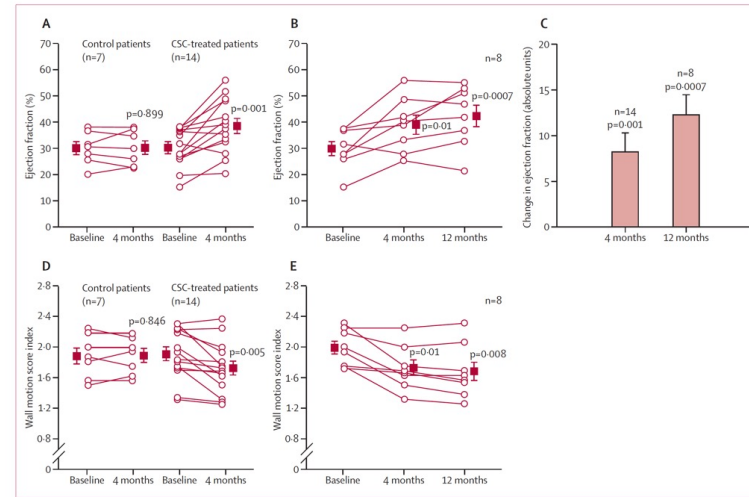 A
Control patients
(n=7)
CSC-treated patients
(n=14)
p=0·899
p=0·001
Ejection fraction (%)
70
60
50
40
30
20
10
0
Baseline
4 months
Baseline
4 months
B
n=8
p=0·01
p=0·0007
Ejection fraction (%)
70
60
50
40
30
20
10
0
Baseline
4 months
12 months
C
n=14
p=0·001
n=8
p=0·0007
Change in ejection fraction (absolute units)
20
15
10
5
0
4 months
12 months
D
Control patients
(n=7)
CSC-treated patients
(n=14)
p=0·846
p=0·005
Wall motion score index
2·8
2·4
2·0
1·6
1·2
0·8
0
Baseline
4 months
Baseline
4 months
E
n=8
p=0·01
p=0·008
Wall motion score index
2·8
2·4
2·0
1·6
1·2
0·8
0
Baseline
4 months
12 months